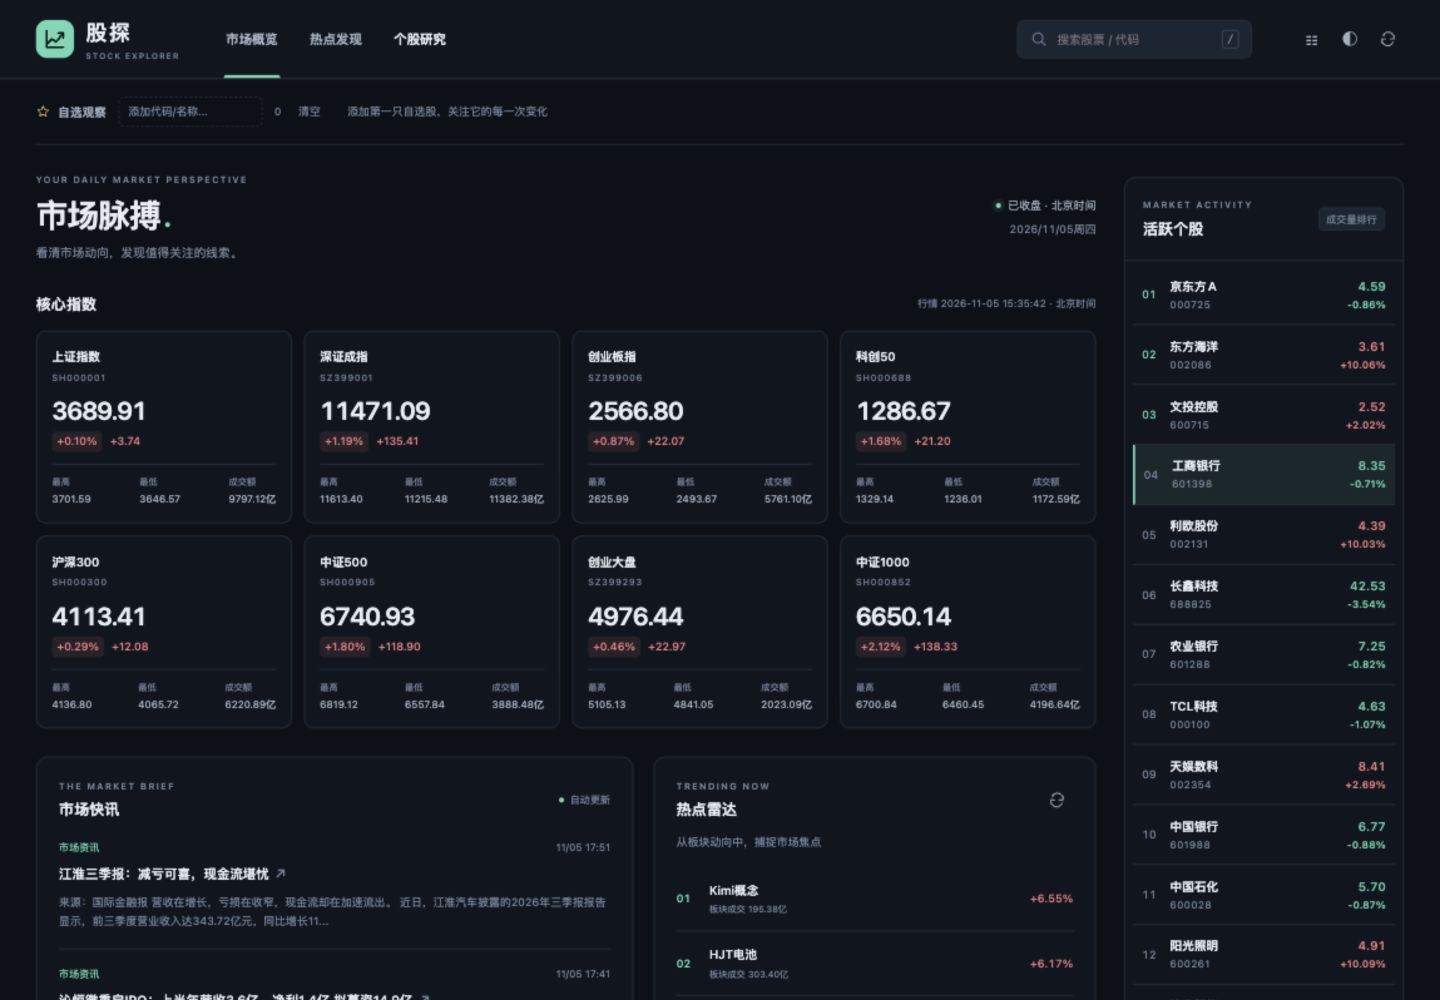 股探
STOCK EXPLORER
市场概览
热点发现
个股研究
搜索股票 / 代码
/
自选观察
添加代码/名称...
0
清空
添加第一只自选股，关注它的每一次变化
YOUR DAILY MARKET PERSPECTIVE
市场脉搏.
看清市场动向，发现值得关注的线索。
已收盘 · 北京时间
2026/11/05周四
核心指数
行情 2026-11-05 15:35:42 · 北京时间
上证指数
SH000001
3689.91
+0.10% +3.74
最高 最低 成交额
3701.59 3646.57 9797.12亿
深证成指
SZ399001
11471.09
+1.19% +135.41
最高 最低 成交额
11613.40 11215.48 11382.38亿
创业板指
SZ399006
2566.80
+0.87% +22.07
最高 最低 成交额
2625.99 2493.67 5761.10亿
科创50
SH000688
1286.67
+1.68% +21.20
最高 最低 成交额
1329.14 1236.01 1172.59亿
沪深300
SH000300
4113.41
+0.29% +12.08
最高 最低 成交额
4136.80 4065.72 6220.89亿
中证500
SH000905
6740.93
+1.80% +118.90
最高 最低 成交额
6819.12 6557.84 3888.48亿
创业大盘
SZ399293
4976.44
+0.46% +22.97
最高 最低 成交额
5105.13 4841.05 2023.09亿
中证1000
SH000852
6650.14
+2.12% +138.33
最高 最低 成交额
6700.84 6460.45 4196.64亿
THE MARKET BRIEF
市场快讯
自动更新
市场资讯
11/05 17:51
江淮三季报：减亏可喜，现金流堪忧 ↗
来源：国际金融报 营收在增长，亏损在收窄，现金流却在加速流出。 近日，江淮汽车披露的2026年三季报报告
显示，前三季度营业收入达343.72亿元，同比增长11...
市场资讯
11/05 17:41
TRENDING NOW
热点雷达
从板块动向中，捕捉市场焦点
01
Kimi概念
板块成交 195.38亿
+6.55%
02
HJT电池
板块成交 303.40亿
+6.17%
MARKET ACTIVITY
活跃个股
成交量排行
01 京东方A 4.59
000725 -0.86%
02 东方海洋 3.61
002086 +10.06%
03 文投控股 2.52
600715 +2.02%
04 工商银行 8.35
601398 -0.71%
05 利欧股份 4.39
002131 +10.03%
06 长鑫科技 42.53
688825 -3.54%
07 农业银行 7.25
601288 -0.82%
08 TCL科技 4.63
000100 -1.07%
09 天娱数科 8.41
002354 +2.69%
10 中国银行 6.77
601988 -0.88%
11 中国石化 5.70
600028 -0.87%
12 阳光照明 4.91
600261 +10.09%